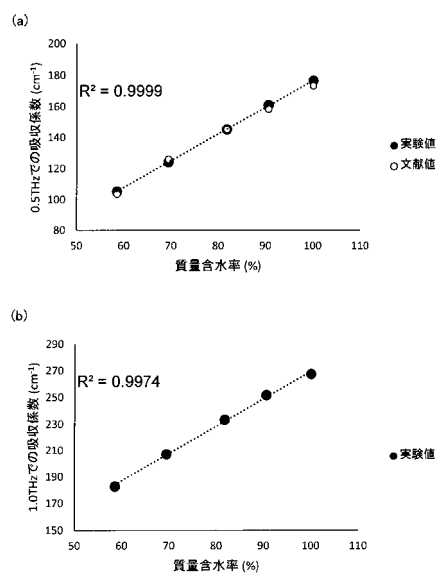 (a)
0.5THzでの吸収係数 (cm⁻¹)
200
180
160
140
120
100
80
R² = 0.9999
50 60 70 80 90 100 110
質量含水率 (%)
●実験値
○文献値
(b)
1.0THzでの吸収係数 (cm⁻¹)
290
270
250
230
210
190
170
150
R² = 0.9974
50 60 70 80 90 100 110
質量含水率 (%)
●実験値